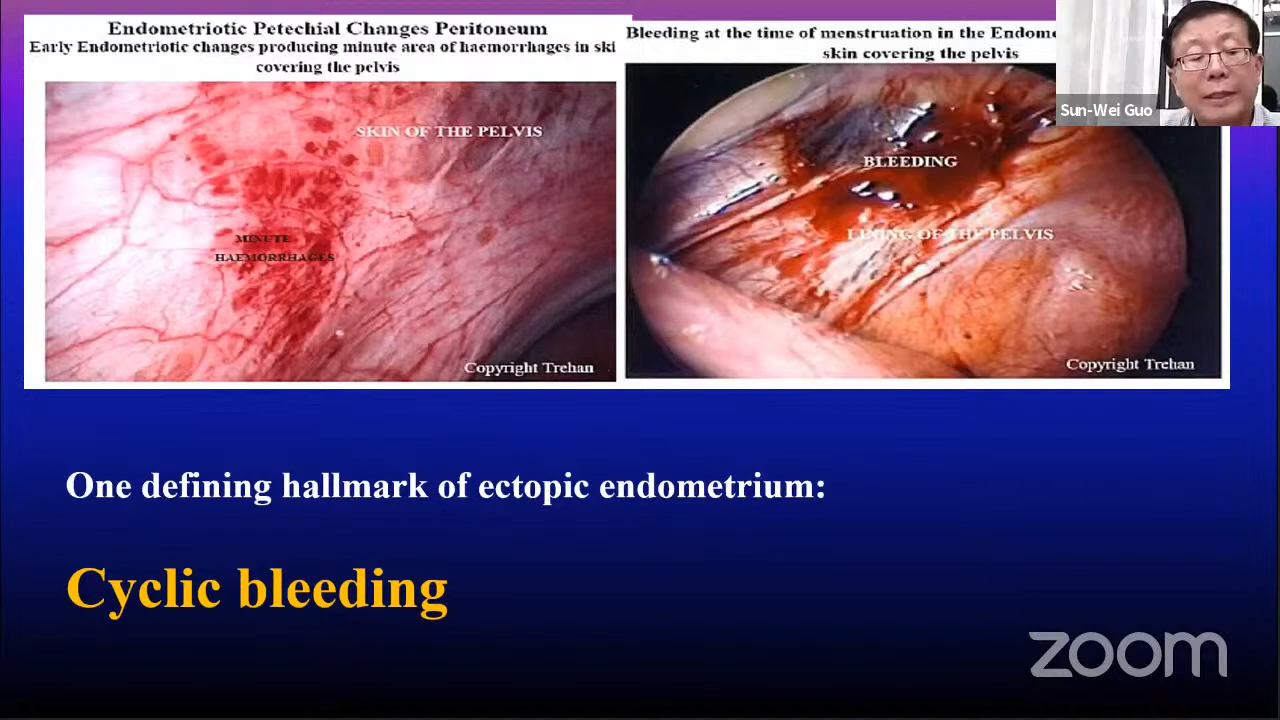 Endometriotic Petechial Changes Peritoneum
Early Endometriotic changes producing minute area of haemorrhages in ski
covering the pelvis
SKIN OF THE PELVIS
MINUTE
HAEMORRHAGES
Copyright Trehan
Bleeding at the time of menstruation in the Endome
skin covering the pelvis
BLEEDING
LINING OF THE PELVIS
Copyright Trehan
Sun-Wei Guo
One defining hallmark of ectopic endometrium:
Cyclic bleeding
zoom